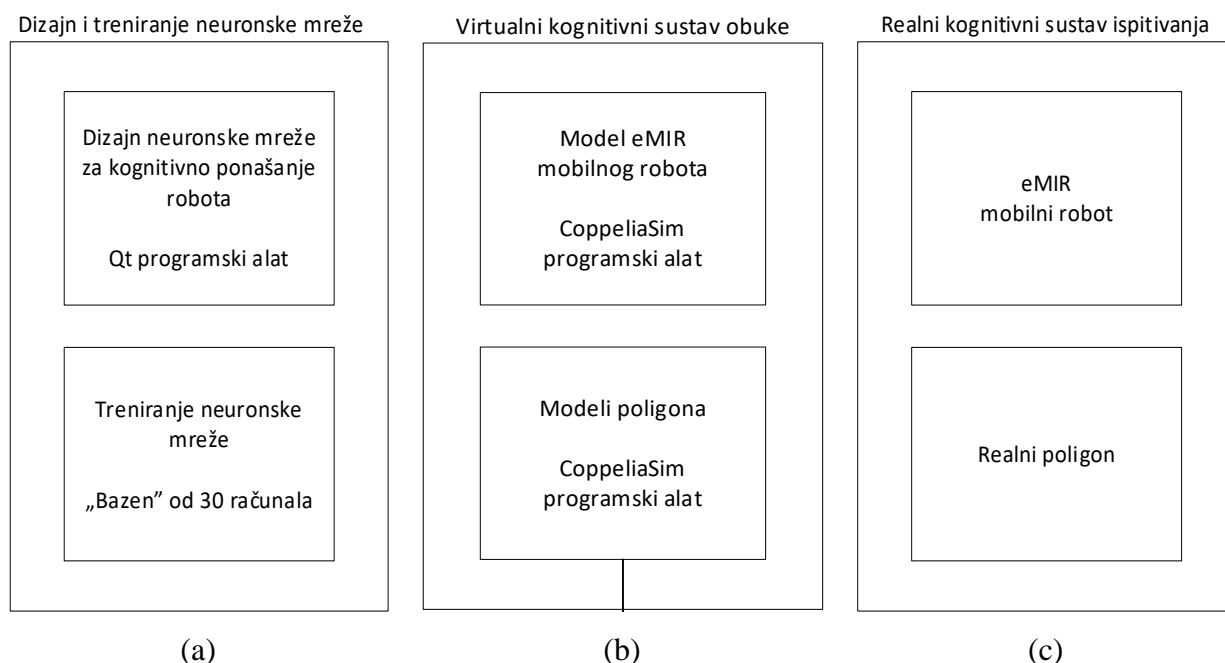 Dizajn i treniranje neuronske mreže
Dizajn neuronske mreže
za kognitivno ponašanje
robota
Qt programski alat
Treniranje neuronske
mreže
„Bazen” od 30 računala
(a)
Virtualni kognitivni sustav obuke
Model eMIR
mobilnog robota
CoppeliaSim
programski alat
Modeli poligona
CoppeliaSim
programski alat
(b)
Realni kognitivni sustav ispitivanja
eMIR
mobilni robot
Realni poligon
(c)